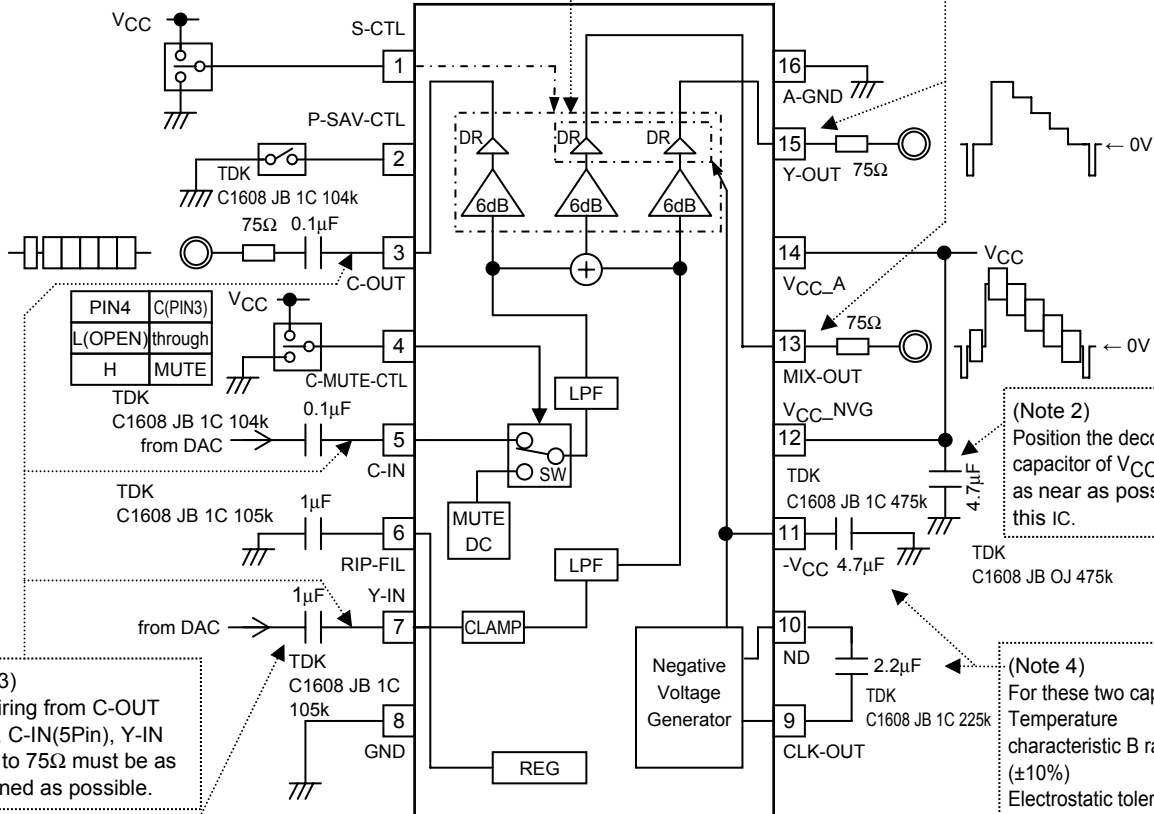 VCC
S-CTL
1
P-SAV-CTL
2
TDK
C1608 JB 1C 104k
75Ω 0.1μF
3
C-OUT
PIN4 C(PIN3)
L(OPEN) through
H MUTE
VCC
4
C-MUTE-CTL
TDK
C1608 JB 1C 104k
0.1μF
from DAC
5
C-IN
TDK
C1608 JB 1C 105k
1μF
6
RIP-FIL
1μF
Y-IN
from DAC
7
TDK
C1608 JB 1C
105k
8
GND
3)
iring from C-OUT
, C-IN(5Pin), Y-IN
to 75Ω must be as
ned as possible.
DR DR DR
6dB 6dB 6dB
+
LPF
SW
MUTE
DC
LPF
CLAMP
Negative
Voltage
Generator
REG
16
A-GND
15
Y-OUT 75Ω
← 0V
14
VCC
VCC_A
75Ω
13
MIX-OUT
← 0V
VCC_NVG
12
4.7μF
TDK
C1608 JB 1C 475k
11
-VCC 4.7μF
TDK
C1608 JB OJ 475k
10
ND
2.2μF
TDK
C1608 JB 1C 225k
9
CLK-OUT
(Note 2)
Position the deco
capacitor of VCC
as near as poss
this IC.
(Note 4)
For these two cap
Temperature
characteristic B ra
(±10%)
Electrostatic toler